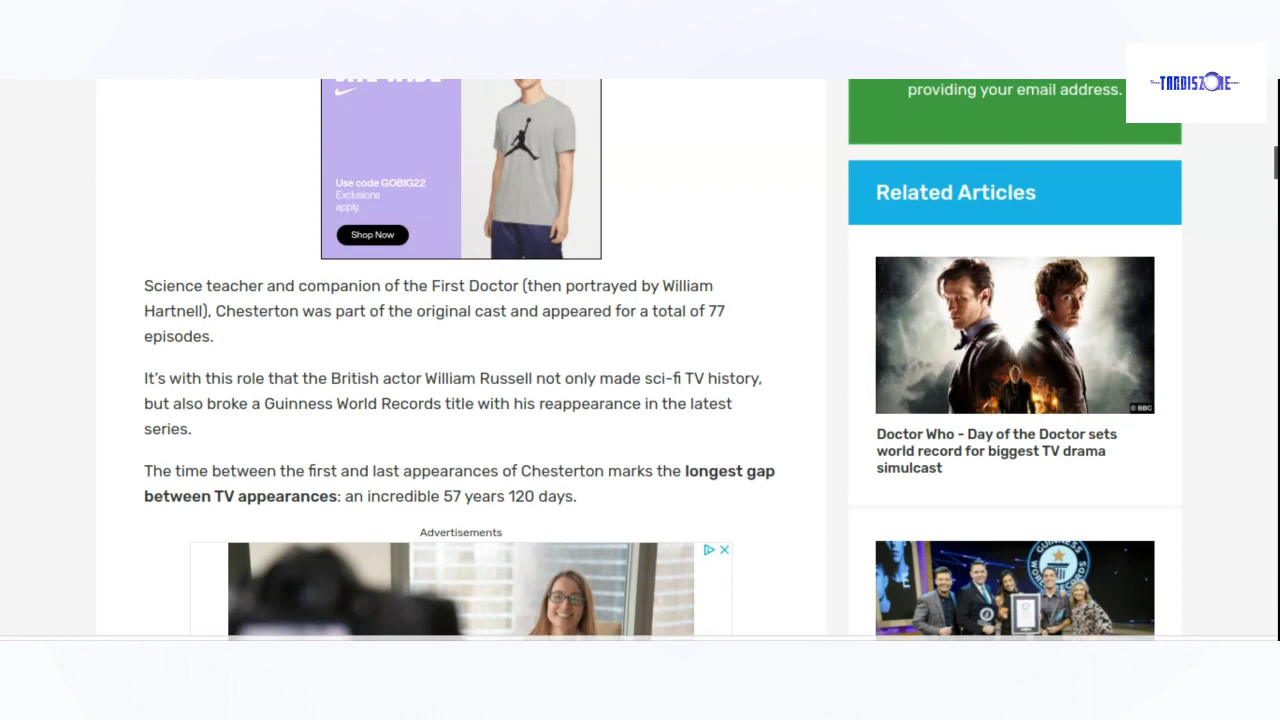 providing your email address.
TARDISZONE
Use code GOBIG22
Exclusions
apply.
Shop Now
Science teacher and companion of the First Doctor (then portrayed by William
Hartnell), Chesterton was part of the original cast and appeared for a total of 77
episodes.
It's with this role that the British actor William Russell not only made sci-fi TV history,
but also broke a Guinness World Records title with his reappearance in the latest
series.
The time between the first and last appearances of Chesterton marks the longest gap
between TV appearances: an incredible 57 years 120 days.
Advertisements
Related Articles
© BBC
Doctor Who - Day of the Doctor sets
world record for biggest TV drama
simulcast